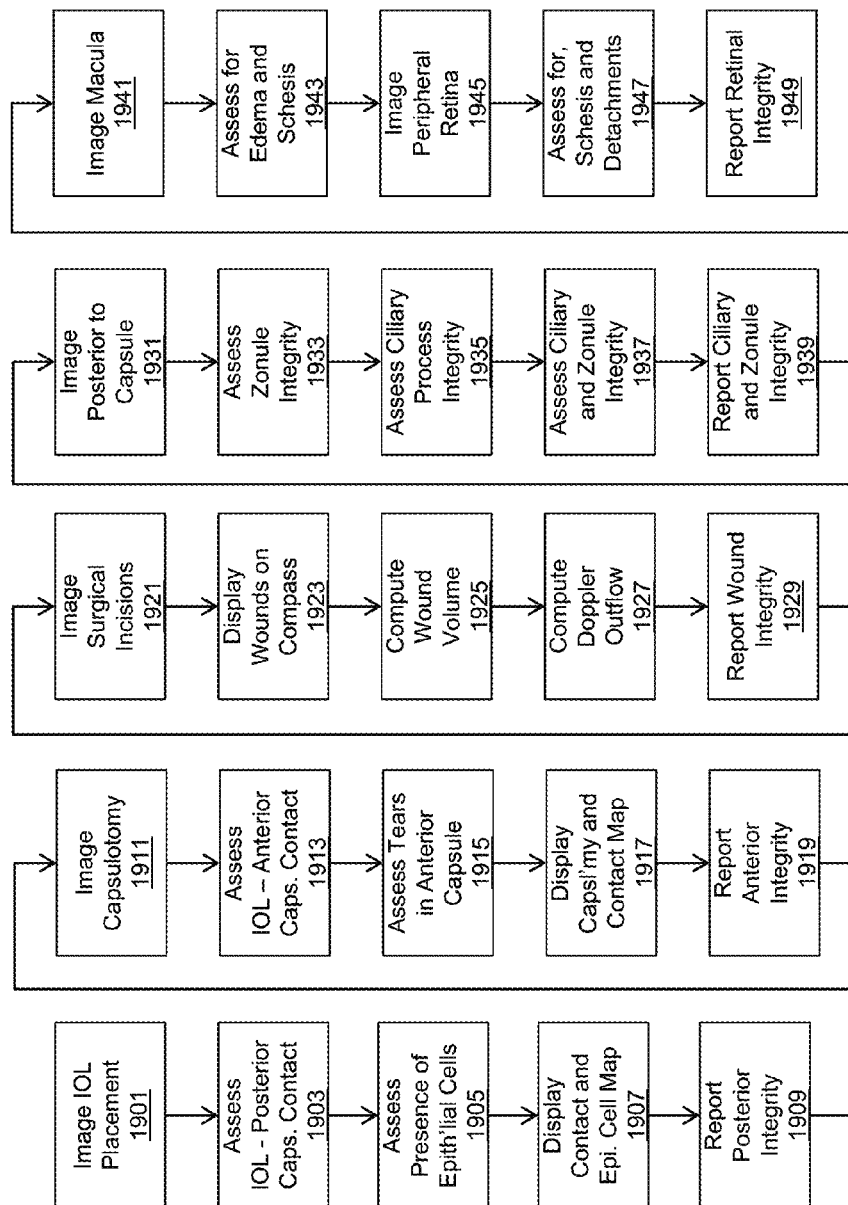 Image IOL
Placement
1901
Assess
IOL - Posterior
Caps. Contact
1903
Assess
Presence of
Epith'lial Cells
1905
Display
Contact and
Epi. Cell Map
1907
Report
Posterior
Integrity
1909
Image
Capsulotomy
1911
Assess
IOL – Anterior
Caps. Contact
1913
Assess Tears
in Anterior
Capsule
1915
Display
Capsl'my and
Contact Map
1917
Report
Anterior
Integrity
1919
Image
Surgical
Incisions
1921
Display
Wounds on
Compass
1923
Compute
Wound
Volume
1925
Compute
Doppler
Outflow
1927
Report Wound
Integrity
1929
Image
Posterior to
Capsule
1931
Assess
Zonule
Integrity
1933
Assess Ciliary
Process
Integrity
1935
Assess Ciliary
and Zonule
Integrity
1937
Report Ciliary
and Zonule
Integrity
1939
Image Macula
1941
Assess for
Edema and
Schesis
1943
Image
Peripheral
Retina
1945
Assess for,
Schesis and
Detachments
1947
Report Retinal
Integrity
1949